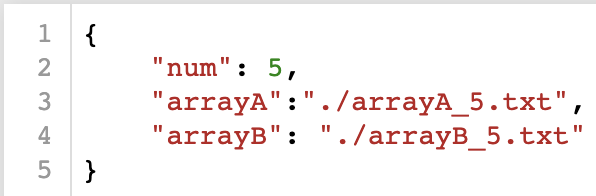 1 {
2     "num": 5,
3     "arrayA":"./arrayA_5.txt",
4     "arrayB": "./arrayB_5.txt"
5 }